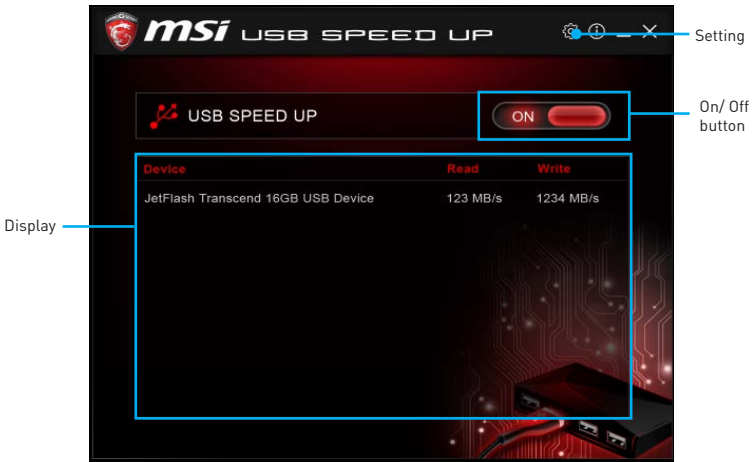 msi USB SPEED UP
Setting
USB SPEED UP
ON
On/ Off
button
Device Read Write
JetFlash Transcend 16GB USB Device 123 MB/s 1234 MB/s
Display